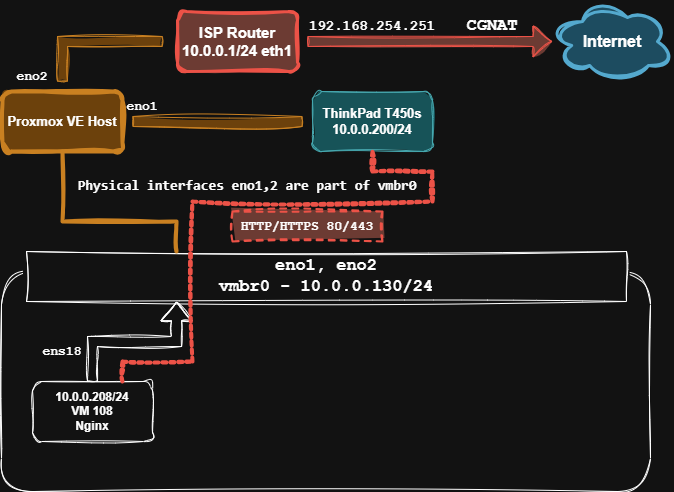 ISP Router
10.0.0.1/24 eth1
192.168.254.251
CGNAT
Internet
eno2
Proxmox VE Host
eno1
ThinkPad T450s
10.0.0.200/24
Physical interfaces eno1,2 are part of vmbr0
HTTP/HTTPS 80/443
eno1, eno2
vmbr0 - 10.0.0.130/24
ens18
10.0.0.208/24
VM 108
Nginx